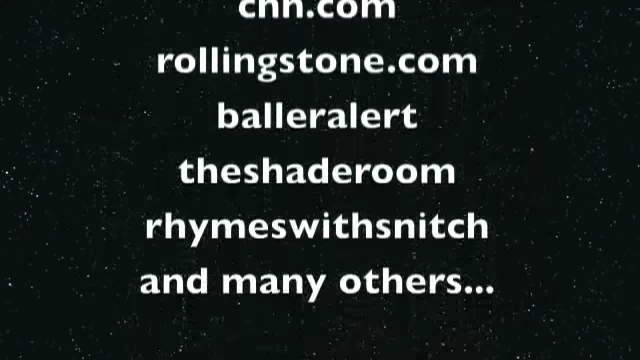 cnn.com
rollingstone.com
balleralert
theshaderoom
rhymeswithsnitch
and many others...